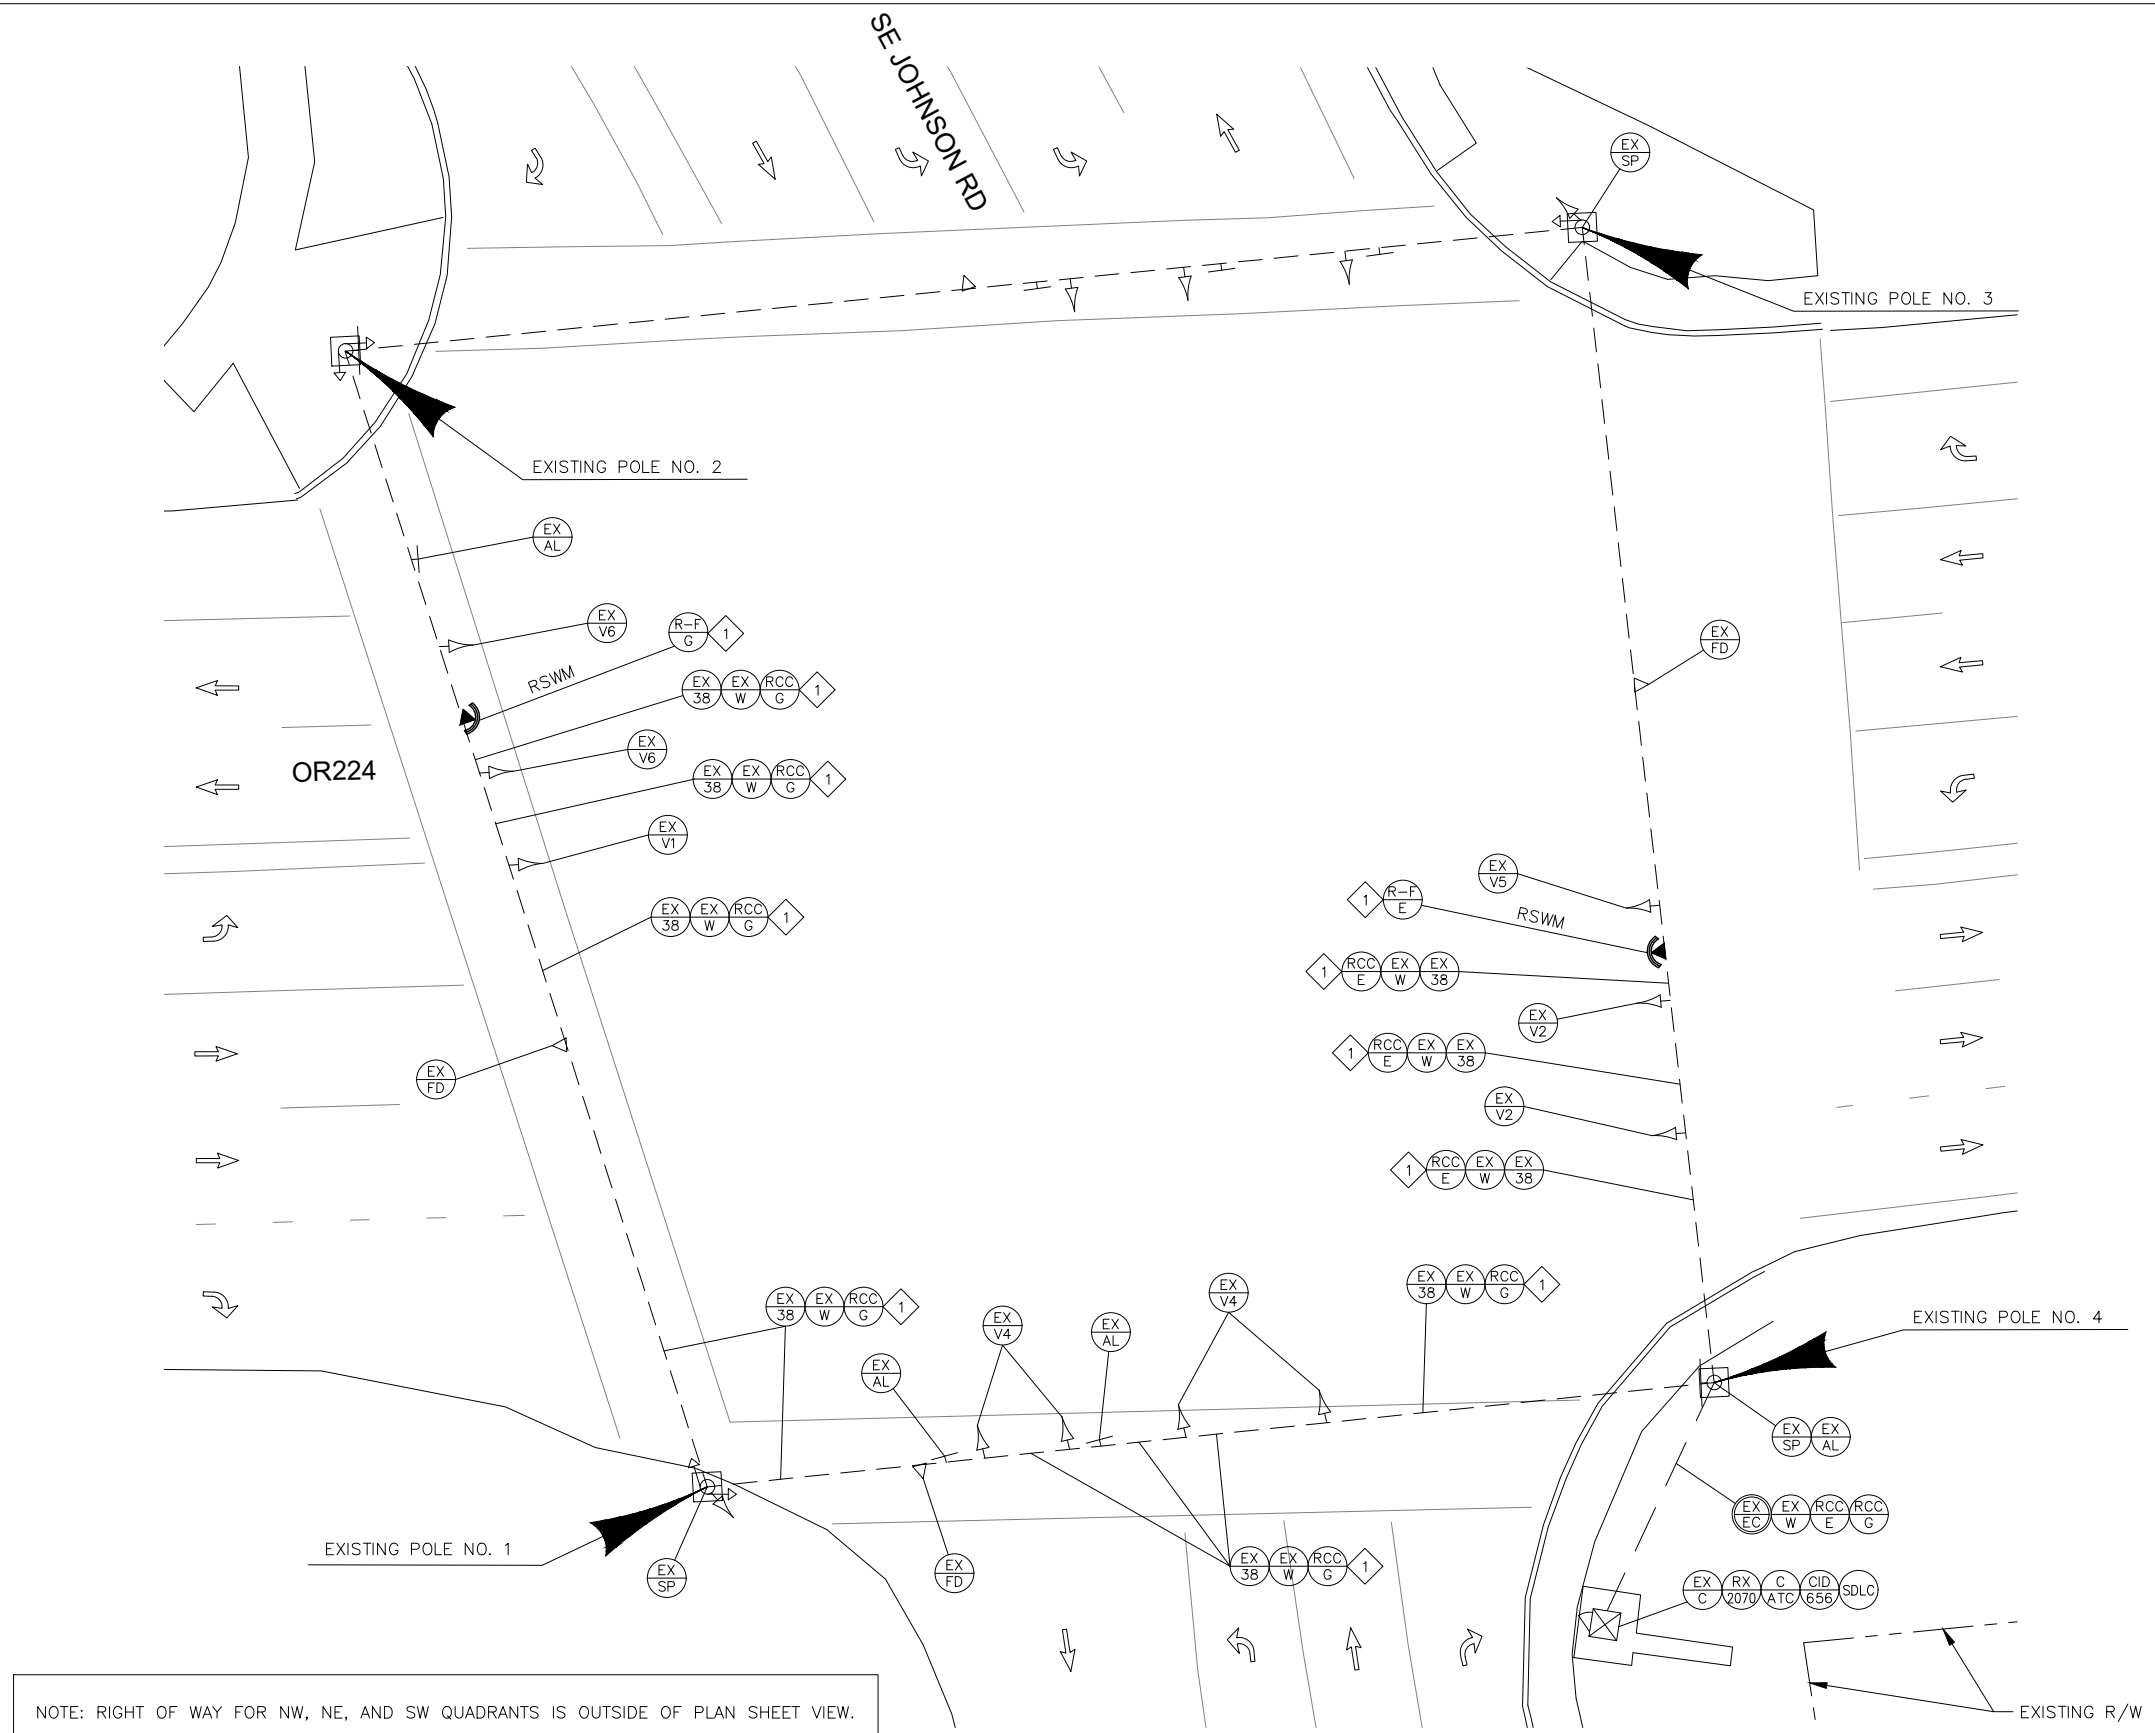 SE JOHNSON RD
EX
SP
EXISTING POLE NO. 3
EXISTING POLE NO. 2
EX
AL
EX
V6
R-F
G
1
RSWM
EX
38
EX
W
RCC
G
1
EX
FD
EX
V6
OR224
EX
38
EX
W
RCC
G
1
EX
V1
EX
V5
1
R-F
E
RSWM
EX
38
EX
W
RCC
G
1
1
RCC
E
EX
W
EX
38
EX
V2
EX
FD
1
RCC
E
EX
W
EX
38
EX
V2
1
RCC
E
EX
W
EX
38
EX
38
EX
W
RCC
G
1
EX
V4
EX
AL
EX
V4
EX
38
EX
W
RCC
G
1
EXISTING POLE NO. 4
EX
AL
EX
SP
EX
AL
EX
EC
EX
W
RCC
E
RCC
G
EXISTING POLE NO. 1
EX
SP
EX
FD
EX
38
EX
W
RCC
G
1
EX
C
RX
2070
C
ATC
CID
656
SDLC
NOTE: RIGHT OF WAY FOR NW, NE, AND SW QUADRANTS IS OUTSIDE OF PLAN SHEET VIEW.
EXISTING R/W